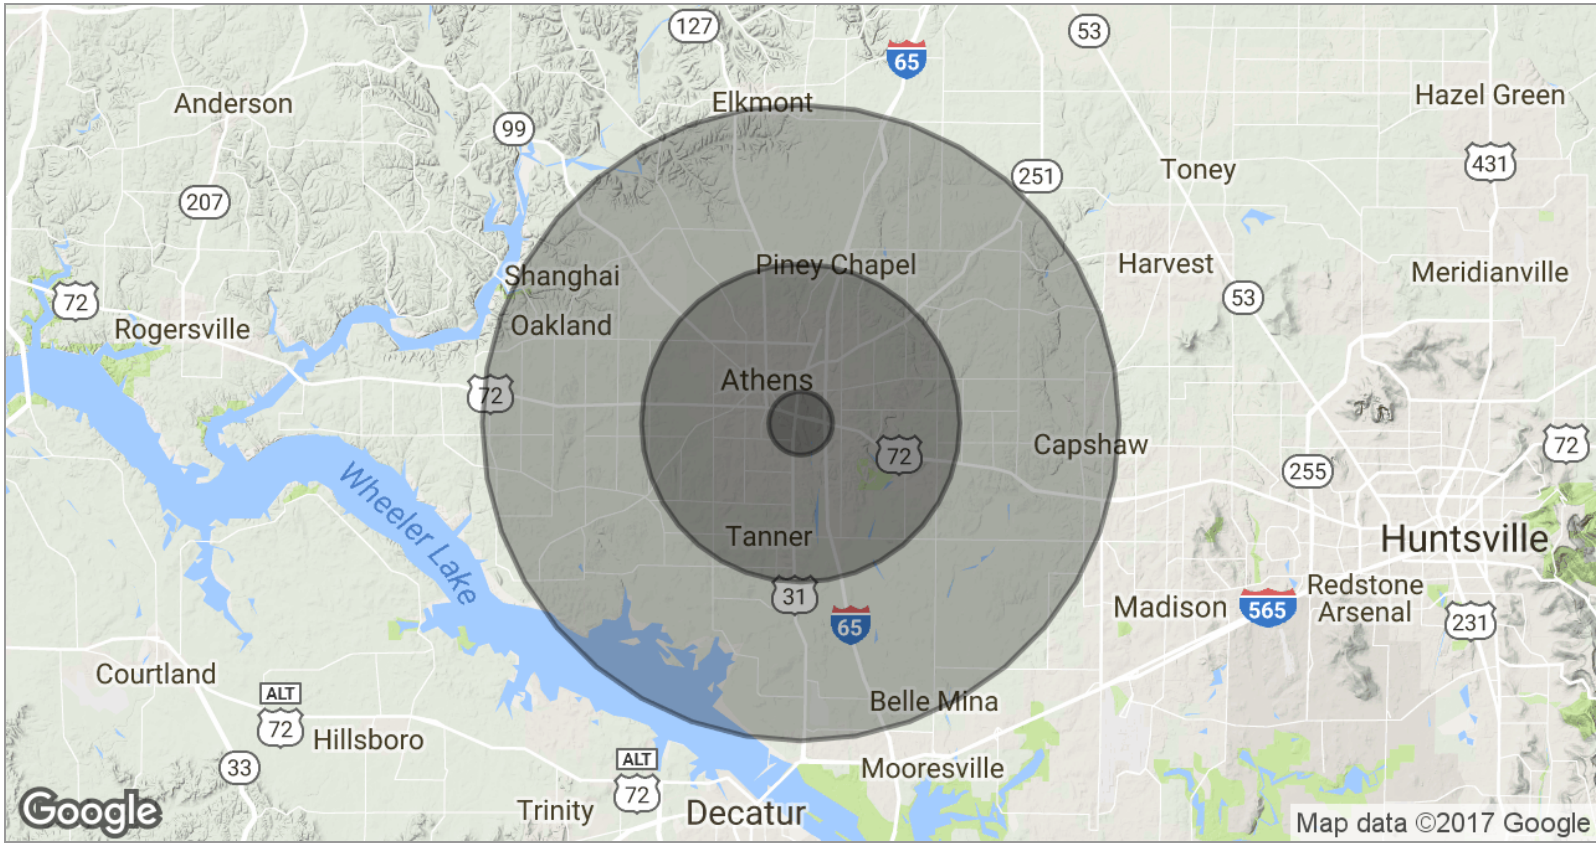 127
53
65
Anderson
Elkmont
Hazel Green
99
431
Toney
251
207
Piney Chapel
Harvest
Shanghai
Meridianville
72
53
Rogersville
Oakland
Athens
72
Capshaw
72
72
255
Wheeler Lake
Tanner
Huntsville
31
Redstone
Arsenal
Madison
565
65
231
Courtland
ALT
72
Belle Mina
Hillsboro
ALT
72
33
Mooresville
Trinity
Decatur
Google
Map data ©2017 Google